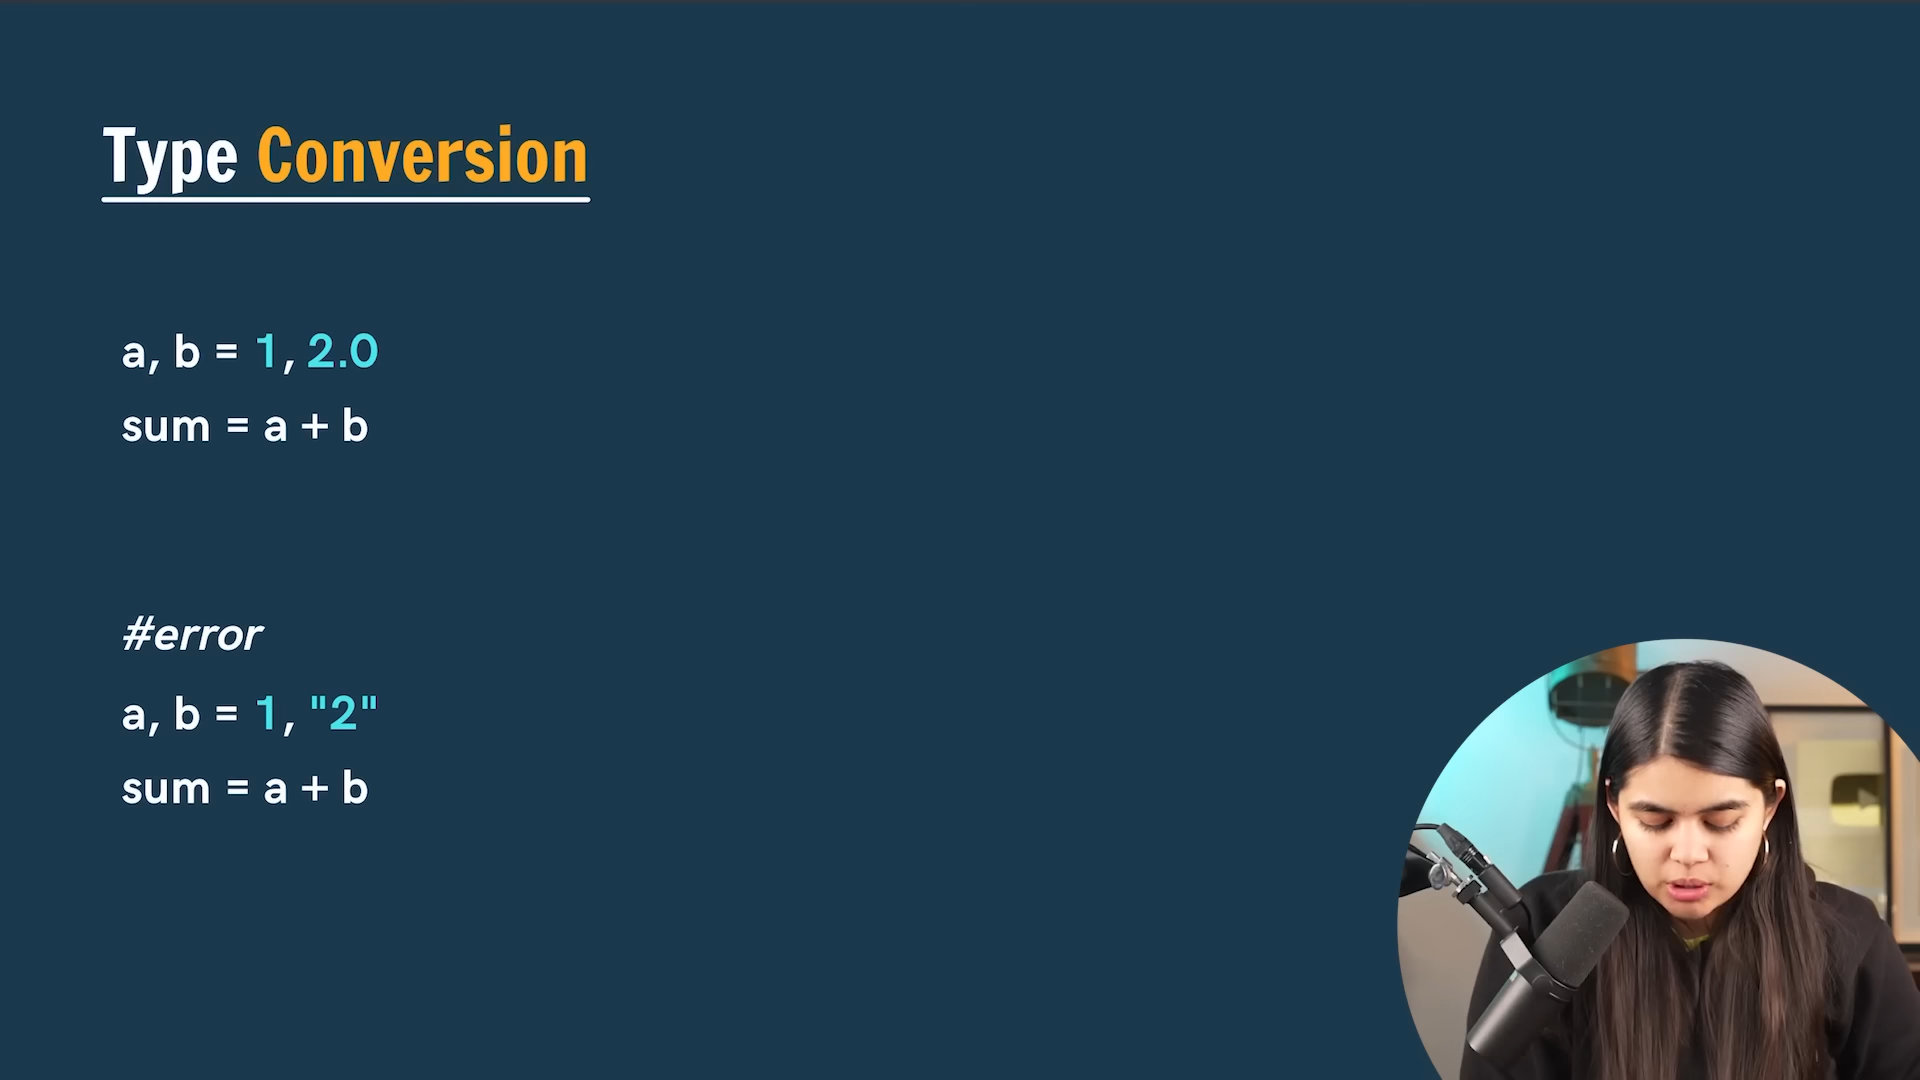 Type Conversion
a, b = 1, 2.0
sum = a + b
#error
a, b = 1, "2"
sum = a + b